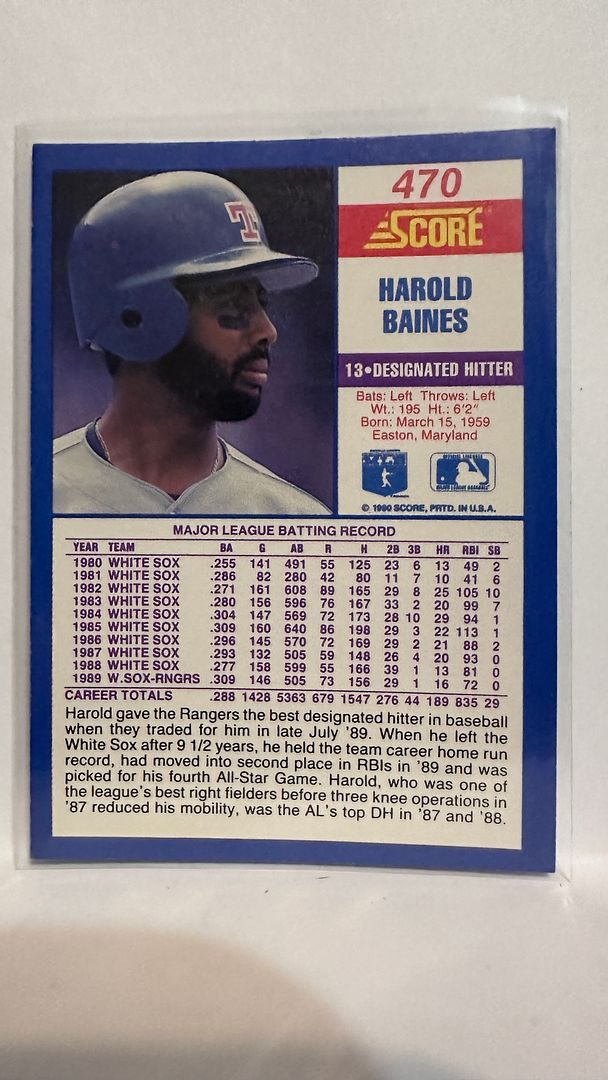 T
470
SCORE
HAROLD
BAINES
13•DESIGNATED HITTER
Bats: Left Throws: Left
Wt.: 195 Ht.: 6'2"
Born: March 15, 1959
Easton, Maryland
© 1990 SCORE, PRTD. IN U.S.A.
MAJOR LEAGUE BATTING RECORD
YEAR TEAM BA G AB R H 2B 3B HR RBI SB
1980 WHITE SOX .255 141 491 55 125 23 6 13 49 2
1981 WHITE SOX .286 82 280 42 80 11 7 10 41 6
1982 WHITE SOX .271 161 608 89 165 29 8 25 105 10
1983 WHITE SOX .280 156 596 76 167 33 2 20 99 7
1984 WHITE SOX .304 147 569 72 173 28 10 29 94 1
1985 WHITE SOX .309 160 640 86 198 29 3 22 113 1
1986 WHITE SOX .296 145 570 72 169 29 2 21 88 2
1987 WHITE SOX .293 132 505 59 148 26 4 20 93 0
1988 WHITE SOX .277 158 599 55 166 39 1 13 81 0
1989 W.SOX-RNGRS .309 146 505 73 156 29 1 16 72 0
CAREER TOTALS .288 1428 5363 679 1547 276 44 189 835 29
Harold gave the Rangers the best designated hitter in baseball
when they traded for him in late July '89. When he left the
White Sox after 9 1/2 years, he held the team career home run
record, had moved into second place in RBIs in '89 and was
picked for his fourth All-Star Game. Harold, who was one of
the league's best right fielders before three knee operations in
'87 reduced his mobility, was the AL's top DH in '87 and '88.